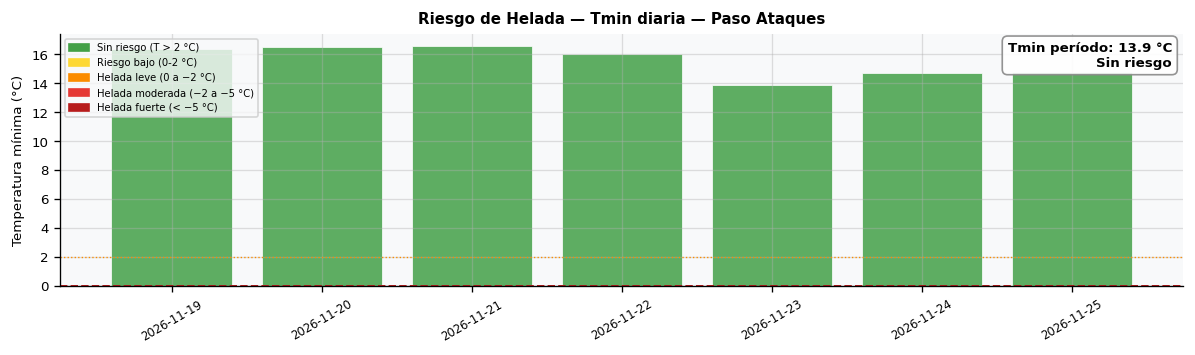 Riesgo de Helada — Tmin diaria — Paso Ataques
Sin riesgo (T > 2 °C)
Riesgo bajo (0-2 °C)
Helada leve (0 a −2 °C)
Helada moderada (−2 a −5 °C)
Helada fuerte (< −5 °C)
Tmin período: 13.9 °C
Sin riesgo
Temperatura mínima (°C)
16
14
12
10
8
6
4
2
0
2026-11-19
2026-11-20
2026-11-21
2026-11-22
2026-11-23
2026-11-24
2026-11-25